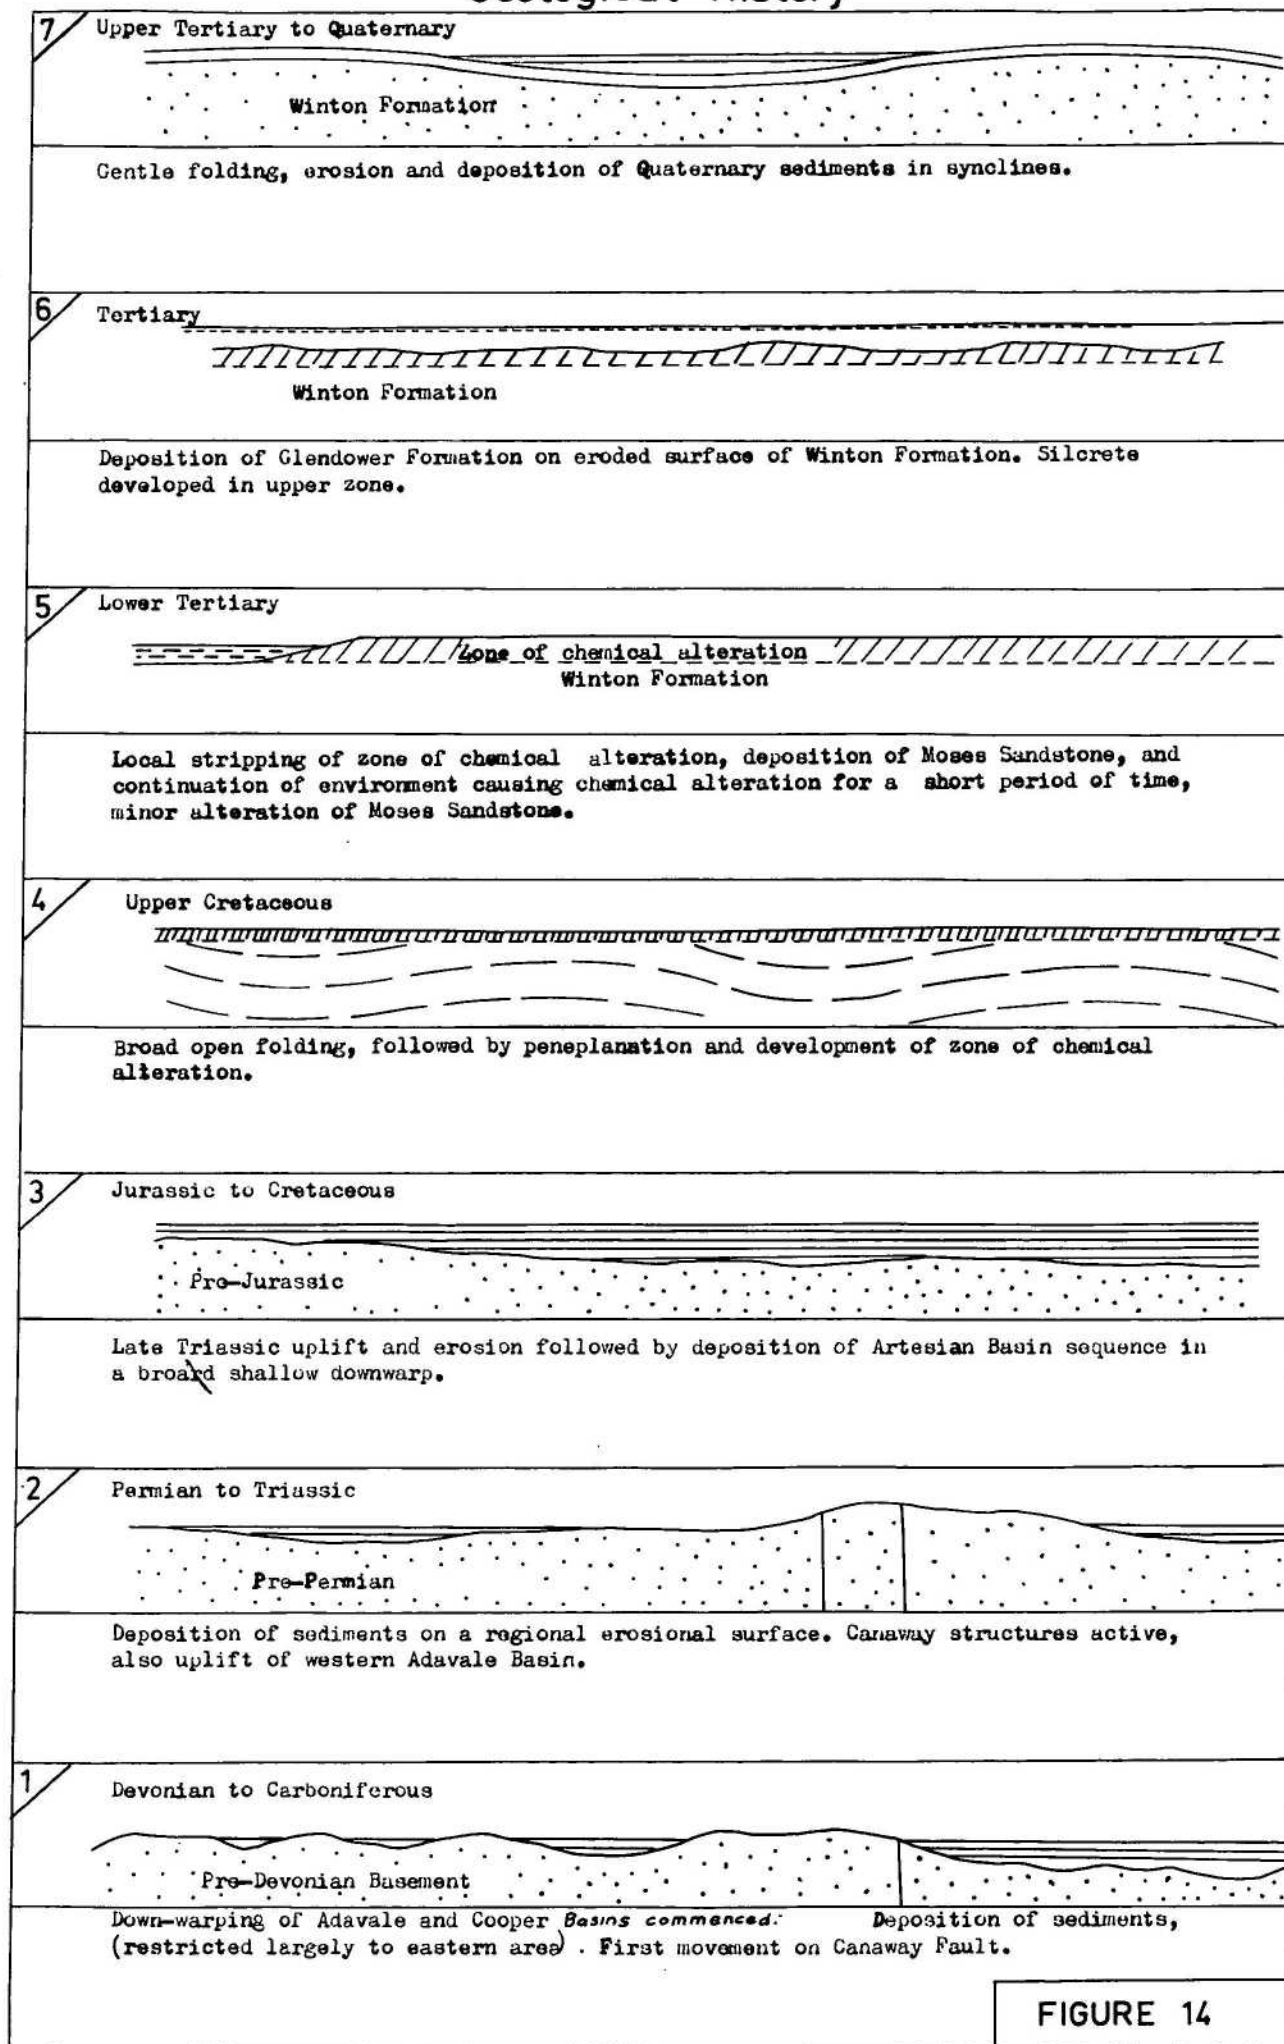 Geological History
7 Upper Tertiary to Quaternary
Winton Formation
Gentle folding, erosion and deposition of Quaternary sediments in synclines.
6 Tertiary
Winton Formation
Deposition of Glendower Formation on eroded surface of Winton Formation. Silcrete
developed in upper zone.
5 Lower Tertiary
Zone of chemical alteration
Winton Formation
Local stripping of zone of chemical alteration, deposition of Moses Sandstone, and
continuation of environment causing chemical alteration for a short period of time,
minor alteration of Moses Sandstone.
4 Upper Cretaceous
Broad open folding, followed by peneplanation and development of zone of chemical
alteration.
3 Jurassic to Cretaceous
Pre-Jurassic
Late Triassic uplift and erosion followed by deposition of Artesian Basin sequence in
a broard shallow downwarp.
2 Permian to Triassic
Pre-Permian
Deposition of sediments on a regional erosional surface. Canaway structures active,
also uplift of western Adavale Basin.
1 Devonian to Carboniferous
Pre-Devonian Basement
Down-warping of Adavale and Cooper Basins commenced. Deposition of sediments,
(restricted largely to eastern area). First movement on Canaway Fault.
FIGURE 14